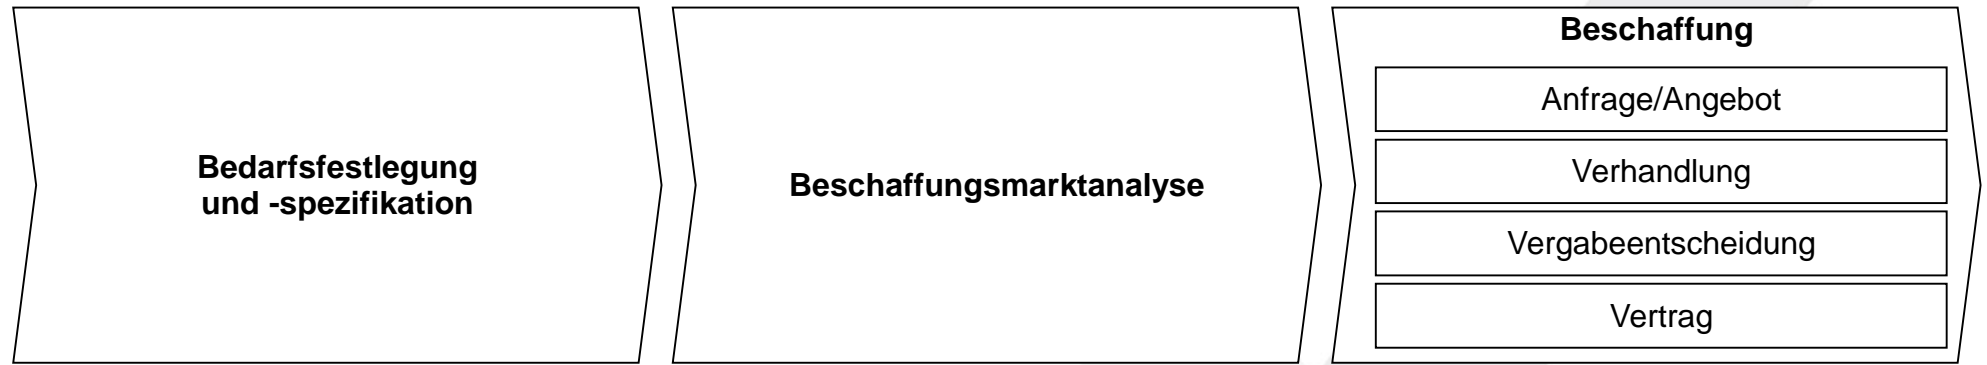 Bedarfsfestlegung
und -spezifikation
Beschaffungsmarktanalyse
Beschaffung
Anfrage/Angebot
Verhandlung
Vergabeentscheidung
Vertrag